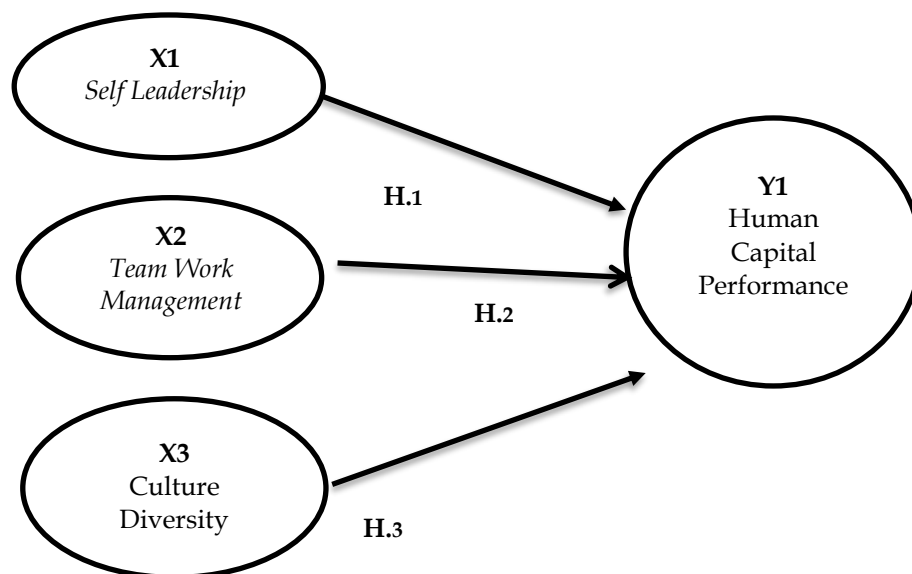 X1
Self Leadership
H.1
X2
Team Work
Management
H.2
X3
Culture
Diversity
H.3
Y1
Human
Capital
Performance